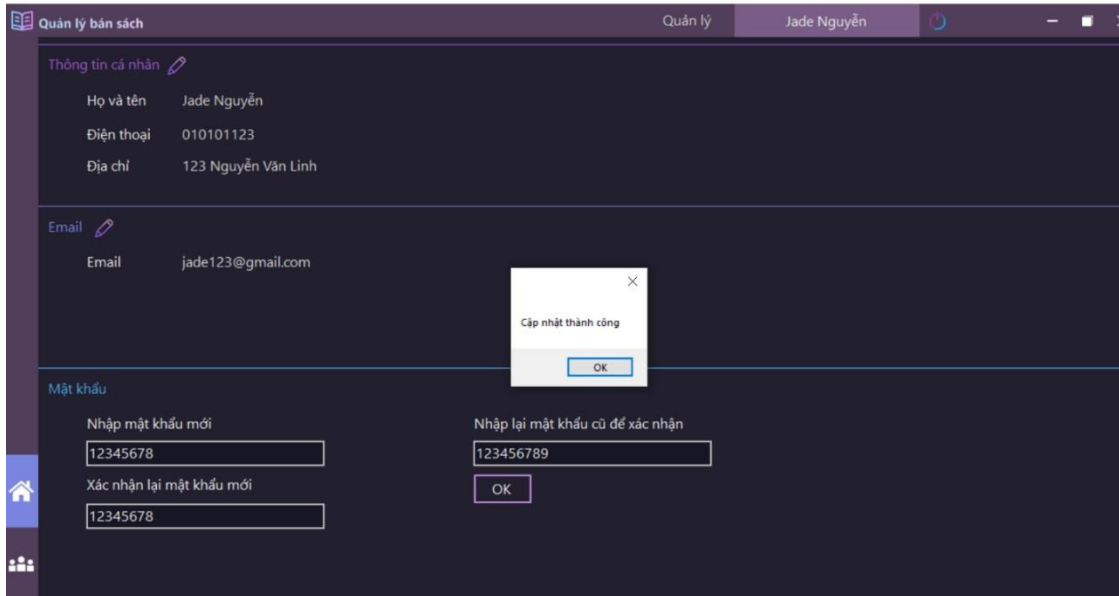 Quản lý bán sách
Quản lý
Jade Nguyễn
Thông tin cá nhân
Họ và tên Jade Nguyễn
Điện thoại 010101123
Địa chỉ 123 Nguyễn Văn Linh
Email
Email jade123@gmail.com
Cập nhật thành công
OK
Mật khẩu
Nhập mật khẩu mới
12345678
Xác nhận lại mật khẩu mới
12345678
Nhập lại mật khẩu cũ để xác nhận
123456789
OK